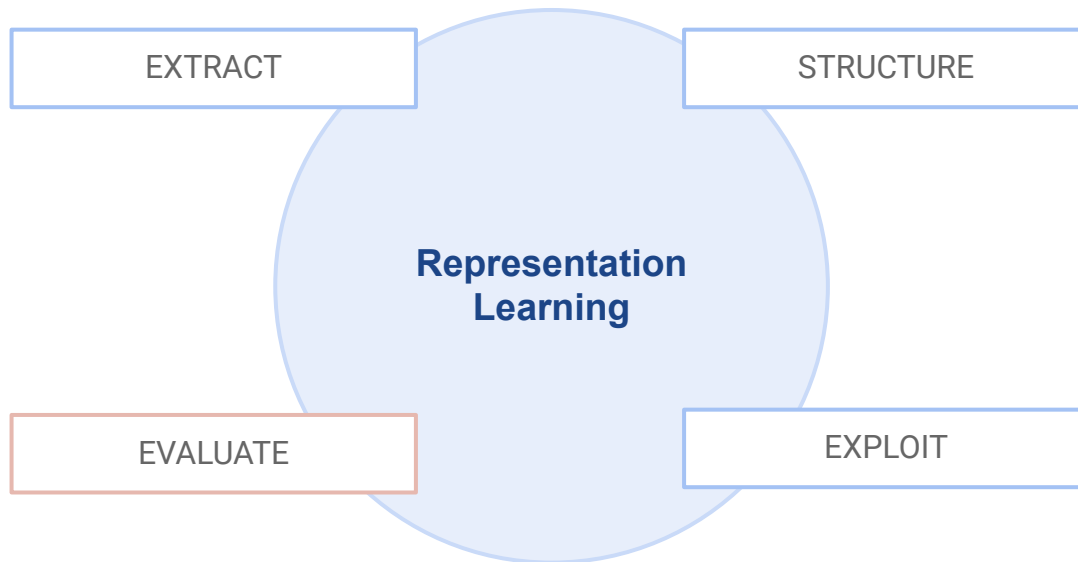 EXTRACT
STRUCTURE
Representation
Learning
EVALUATE
EXPLOIT